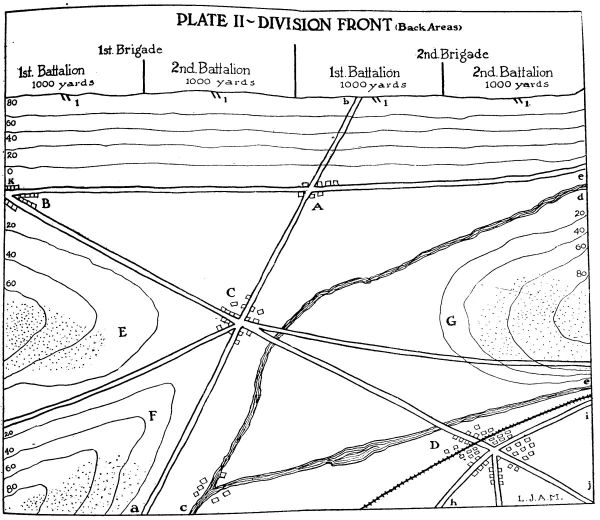 PLATE II ~ DIVISION FRONT (Back Areas)
1st. Brigade
2nd. Brigade
1st. Battalion
1000 yards
2nd. Battalion
1000 yards
1st. Battalion
1000 yards
2nd. Battalion
1000 yards
1
1
b
1
1
80
60
40
20
0
K
B
A
e
d
20
40
60
20
40
80
C
E
G
F
e
D
i
20
40
60
80
a
c
h
L.J.A.M.
j